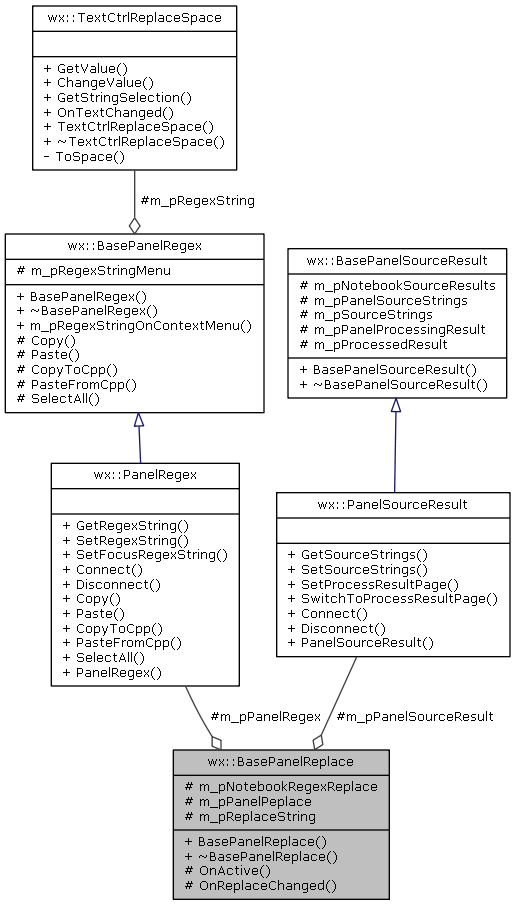 wx::TextCtrlReplaceSpace
+ GetValue()
+ ChangeValue()
+ GetStringSelection()
+ OnTextChanged()
+ TextCtrlReplaceSpace()
+ ~TextCtrlReplaceSpace()
- ToSpace()
#m_pRegexString
wx::BasePanelRegex
# m_pRegexStringMenu
+ BasePanelRegex()
+ ~BasePanelRegex()
+ m_pRegexStringOnContextMenu()
# Copy()
# Paste()
# CopyToCpp()
# PasteFromCpp()
# SelectAll()
wx::BasePanelSourceResult
# m_pNotebookSourceResults
# m_pPanelSourceStrings
# m_pSourceStrings
# m_pPanelProcessingResult
# m_pProcessedResult
+ BasePanelSourceResult()
+ ~BasePanelSourceResult()
wx::PanelRegex
+ GetRegexString()
+ SetRegexString()
+ SetFocusRegexString()
+ Connect()
+ Disconnect()
+ Copy()
+ Paste()
+ CopyToCpp()
+ PasteFromCpp()
+ SelectAll()
+ PanelRegex()
wx::PanelSourceResult
+ GetSourceStrings()
+ SetSourceStrings()
+ SetProcessResultPage()
+ SwitchToProcessResultPage()
+ Connect()
+ Disconnect()
+ PanelSourceResult()
#m_pPanelRegex
#m_pPanelSourceResult
wx::BasePanelReplace
# m_pNotebookRegexReplace
# m_pPanelPeplace
# m_pReplaceString
+ BasePanelReplace()
+ ~BasePanelReplace()
# OnActive()
# OnReplaceChanged()